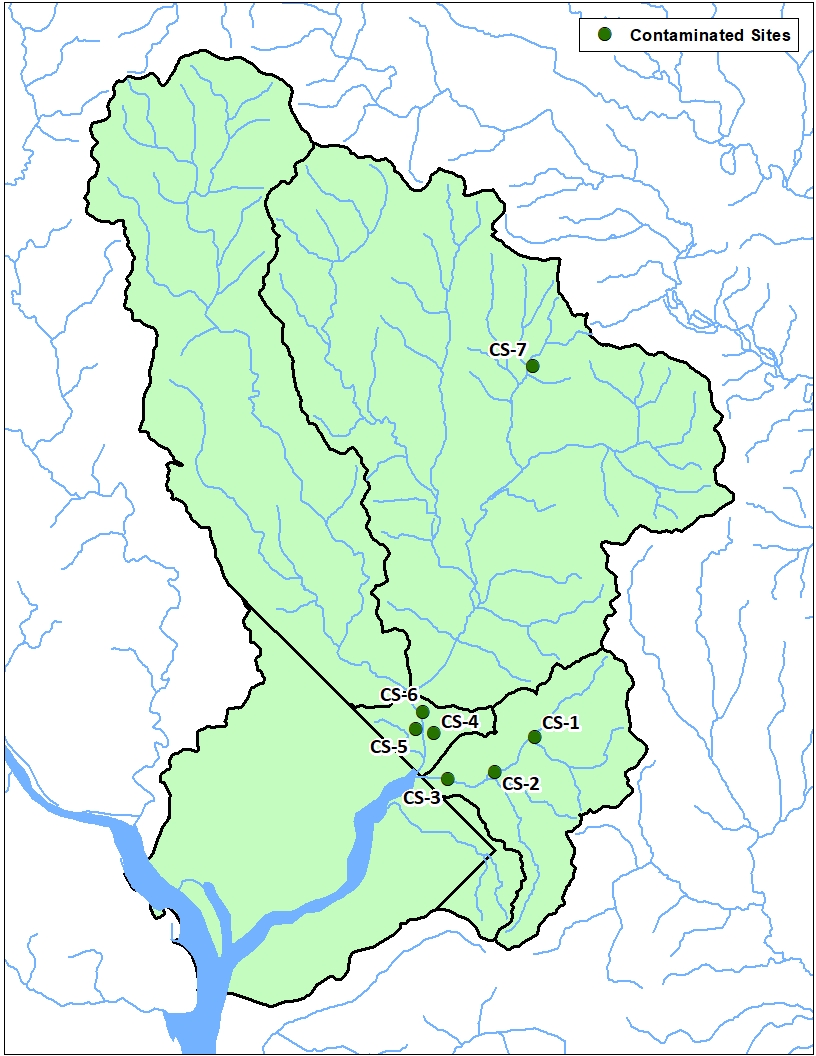 Contaminated Sites
CS-7
CS-6
CS-4
CS-1
CS-5
CS-2
CS-3